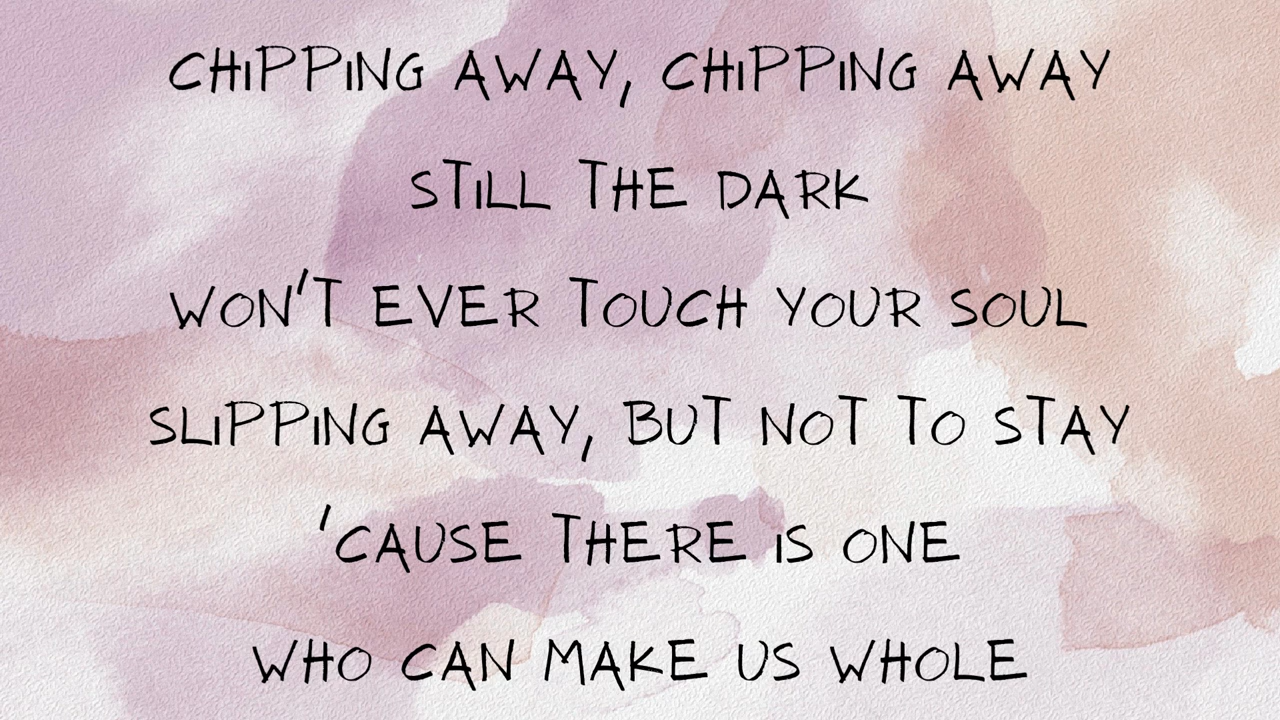 CHIPPING AWAY, CHIPPING AWAY
STILL THE DARK
WON'T EVER TOUCH YOUR SOUL
SLIPPING AWAY, BUT NOT TO STAY
'CAUSE THERE IS ONE
WHO CAN MAKE US WHOLE